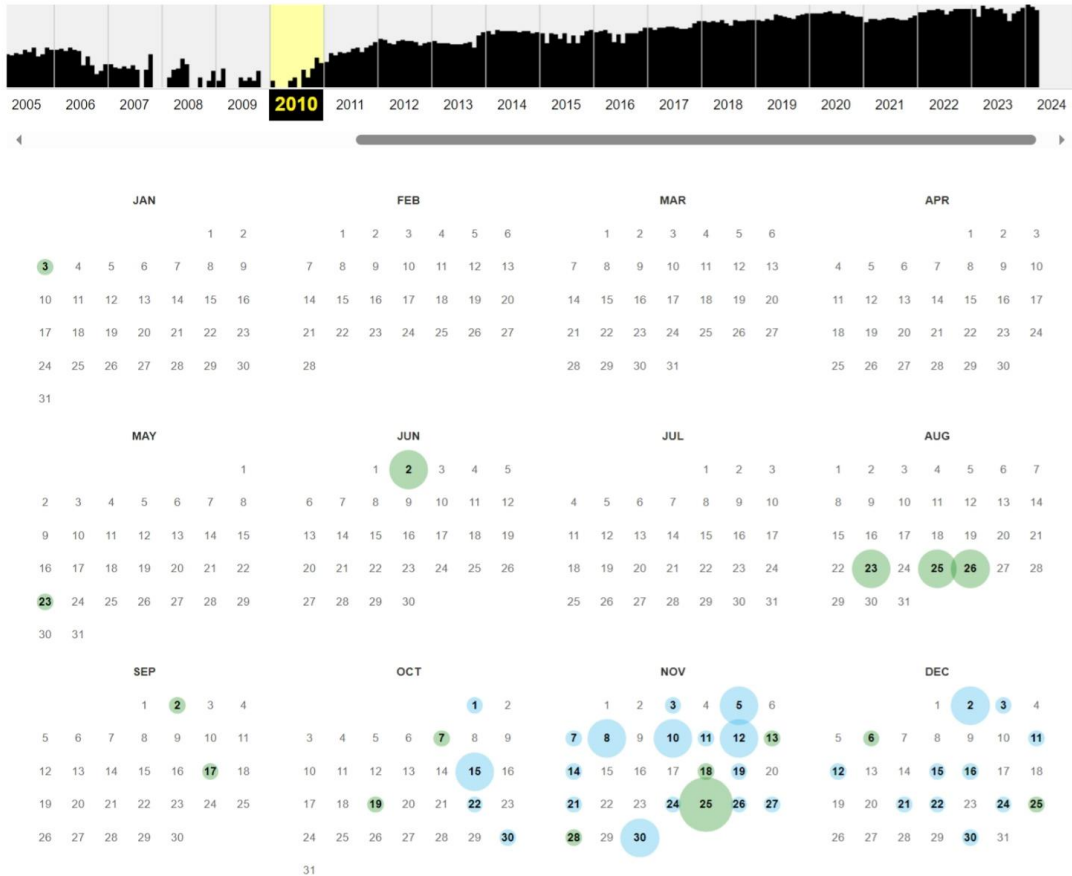 2005 2006 2007 2008 2009 2010 2011 2012 2013 2014 2015 2016 2017 2018 2019 2020 2021 2022 2023 2024
JAN FEB MAR APR
1 2 1 2 3 4 5 6 1 2 3 4 5 6 1 2 3
3 4 5 6 7 8 9 7 8 9 10 11 12 13 7 8 9 10 11 12 13 4 5 6 7 8 9 10
10 11 12 13 14 15 16 14 15 16 17 18 19 20 14 15 16 17 18 19 20 11 12 13 14 15 16 17
17 18 19 20 21 22 23 21 22 23 24 25 26 27 21 22 23 24 25 26 27 18 19 20 21 22 23 24
24 25 26 27 28 29 30 28 28 29 30 31 25 26 27 28 29 30
31
MAY JUN JUL AUG
1 1 2 3 4 5 1 2 3 1 2 3 4 5 6 7
2 3 4 5 6 7 8 6 7 8 9 10 11 12 4 5 6 7 8 9 10 8 9 10 11 12 13 14
9 10 11 12 13 14 15 13 14 15 16 17 18 19 11 12 13 14 15 16 17 15 16 17 18 19 20 21
16 17 18 19 20 21 22 20 21 22 23 24 25 26 18 19 20 21 22 23 24 22 23 24 25 26 27 28
23 24 25 26 27 28 29 27 28 29 30 25 26 27 28 29 30 31 29 30 31
30 31
SEP OCT NOV DEC
1 2 3 4 1 2 1 2 3 4 5 6 1 2 3 4
5 6 7 8 9 10 11 3 4 5 6 7 8 9 7 8 9 10 11 12 13 5 6 7 8 9 10 11
12 13 14 15 16 17 18 10 11 12 13 14 15 16 14 15 16 17 18 19 20 12 13 14 15 16 17 18
19 20 21 22 23 24 25 17 18 19 20 21 22 23 21 22 23 24 25 26 27 19 20 21 22 23 24 25
26 27 28 29 30 24 25 26 27 28 29 30 28 29 30 26 27 28 29 30 31
31